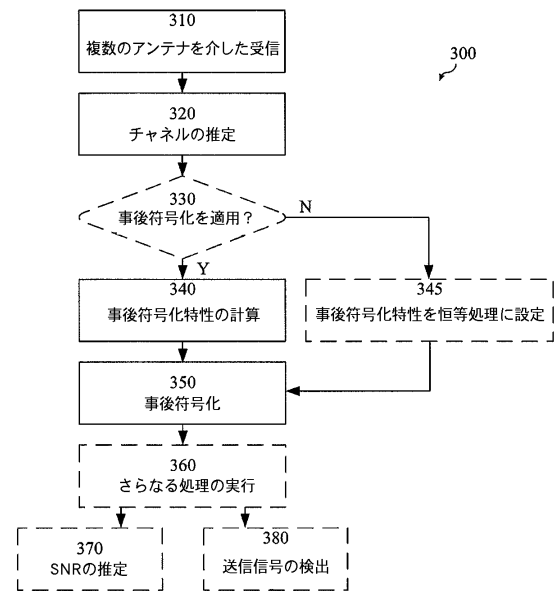 310
複数のアンテナを介した受信
300
320
チャネルの推定
330
事後符号化を適用？
N
Y
340
事後符号化特性の計算
345
事後符号化特性を恒等処理に設定
350
事後符号化
360
さらなる処理の実行
370
SNRの推定
380
送信信号の検出